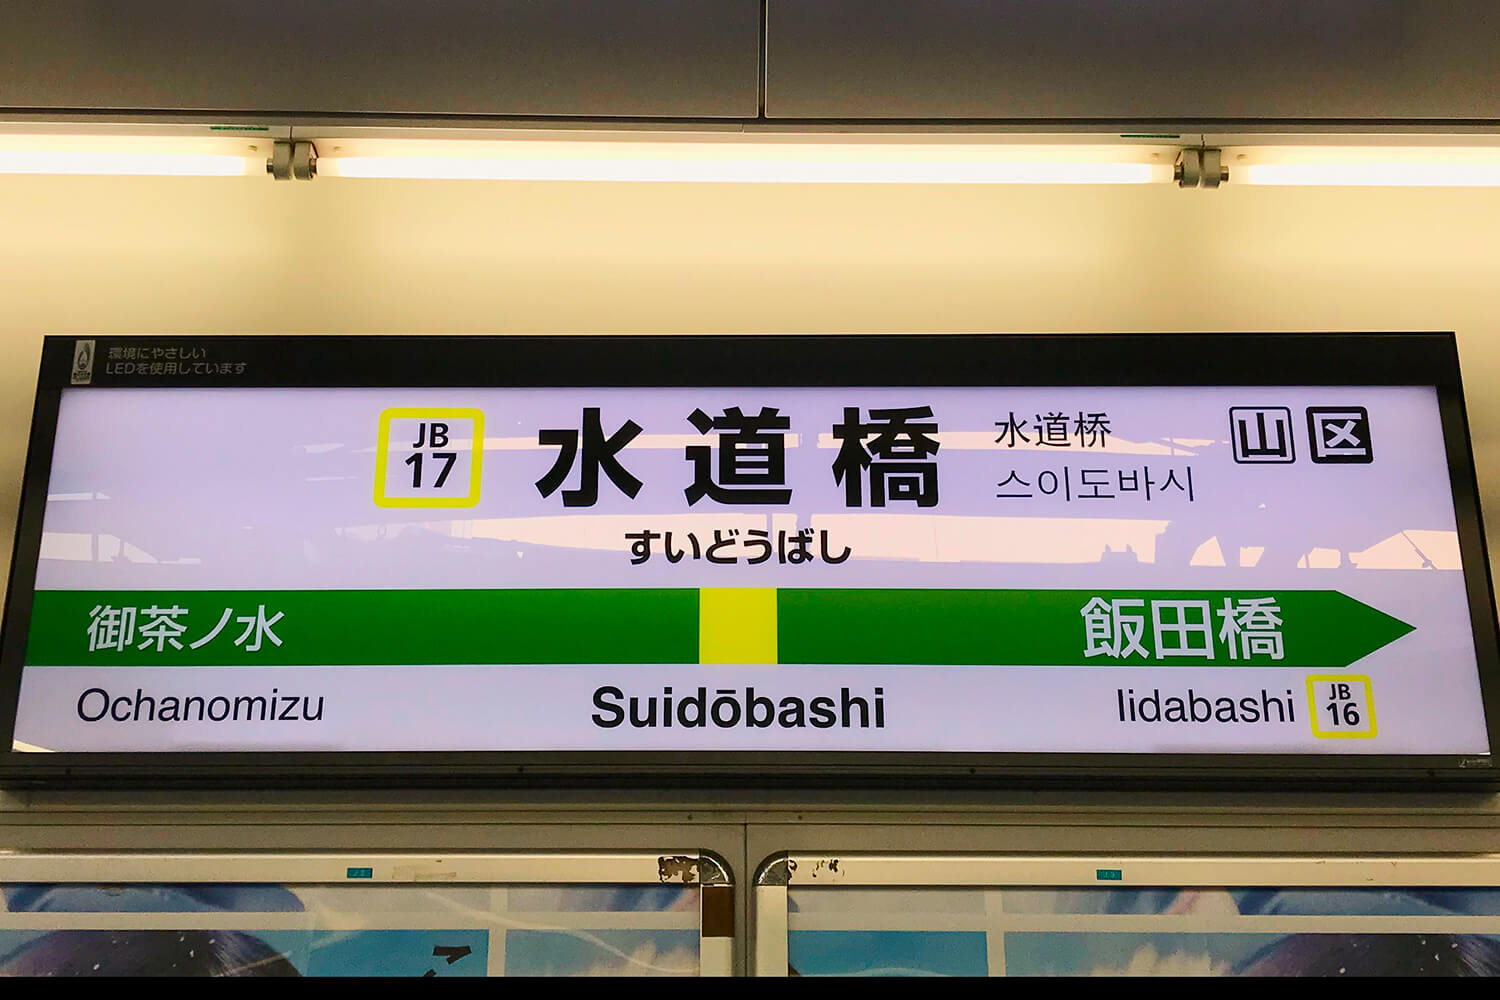 環境にやさしい
LEDを使用しています
JB
17
水道橋
水道桥
스이도바시
山 区
すいどうばし
御茶ノ水
飯田橋
Ochanomizu
Suidōbashi
Iidabashi
JB
16